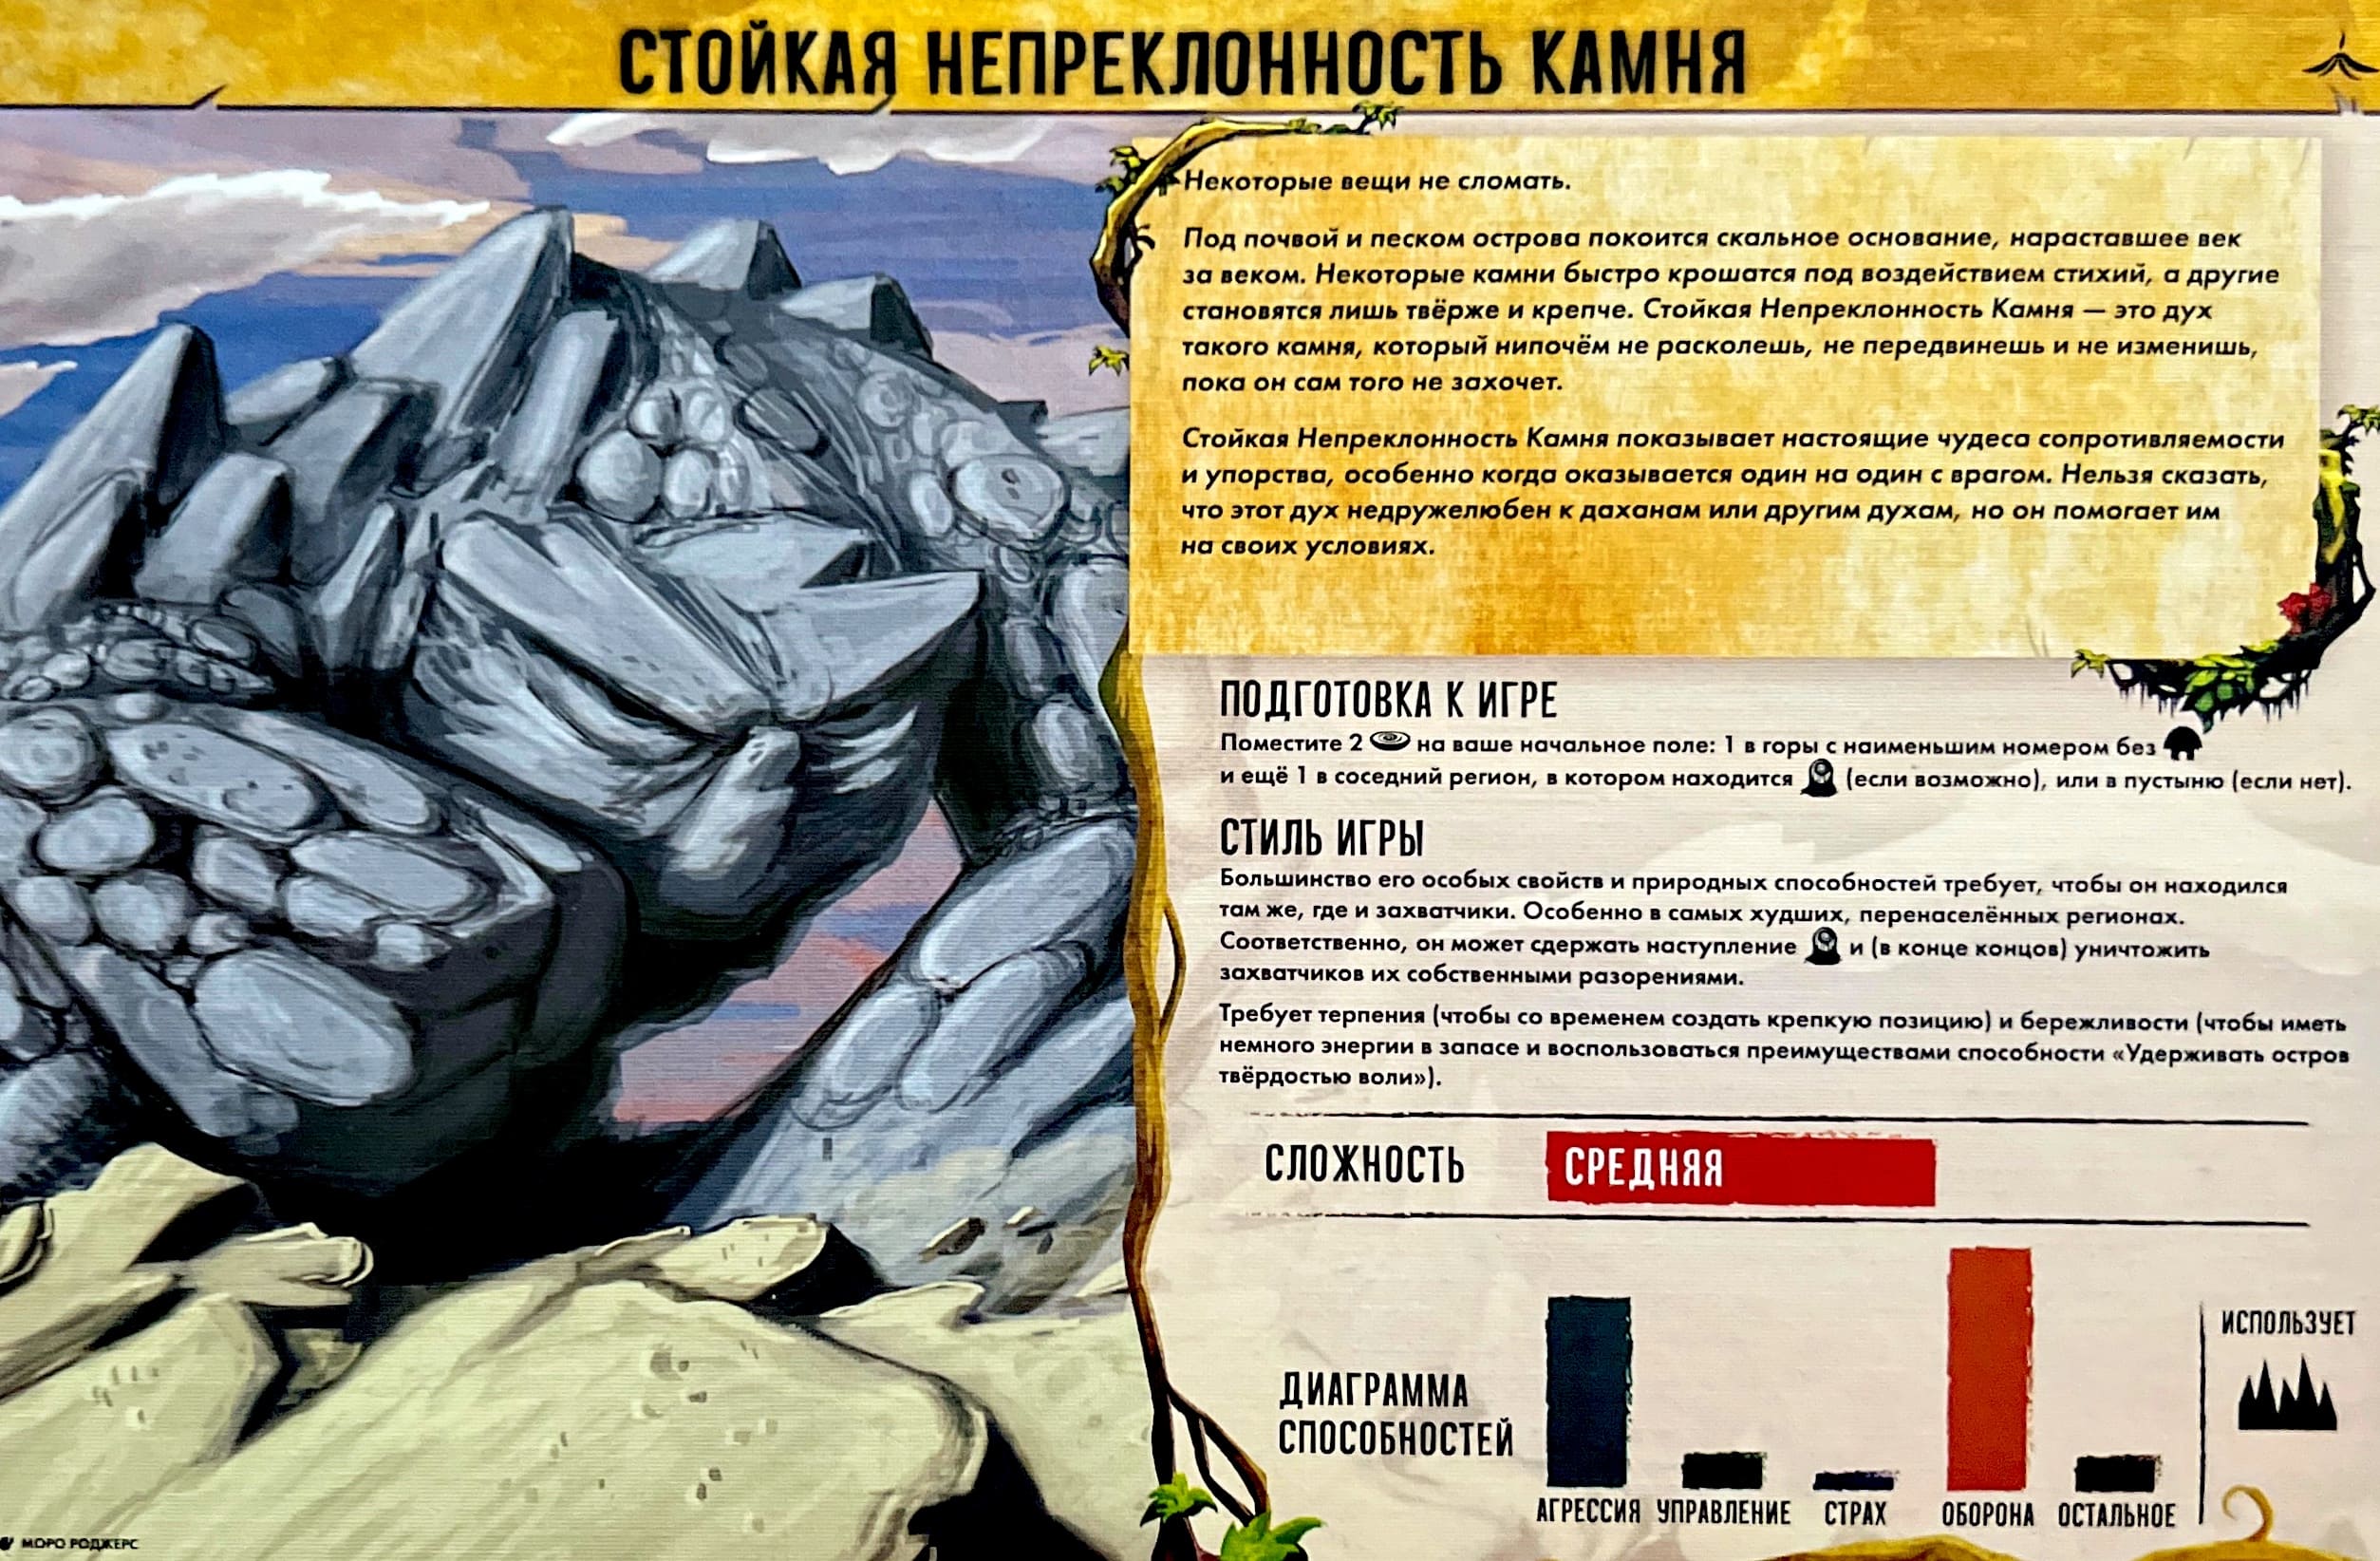 СТОЙКАЯ НЕПРЕКЛОННОСТЬ КАМНЯ
Некоторые вещи не сломать.
Под почвой и песком острова покоится скальное основание, нараставшее век
за веком. Некоторые камни быстро крошатся под воздействием стихий, а другие
становятся лишь твёрже и крепче. Стойкая Непреклонность Камня — это дух
такого камня, который нипочём не расколешь, не передвинешь и не изменишь,
пока он сам того не захочет.
Стойкая Непреклонность Камня показывает настоящие чудеса сопротивляемости
и упорства, особенно когда оказывается один на один с врагом. Нельзя сказать,
что этот дух недружелюбен к даханам или другим духам, но он помогает им
на своих условиях.
ПОДГОТОВКА К ИГРЕ
Поместите 2 на ваше начальное поле: 1 в горы с наименьшим номером без
и ещё 1 в соседний регион, в котором находится (если возможно), или в пустыню (если нет).
СТИЛЬ ИГРЫ
Большинство его особых свойств и природных способностей требует, чтобы он находился
там же, где и захватчики. Особенно в самых худших, перенаселённых регионах.
Соответственно, он может сдержать наступление и (в конце концов) уничтожить
захватчиков их собственными разорениями.
Требует терпения (чтобы со временем создать крепкую позицию) и бережливости (чтобы иметь
немного энергии в запасе и воспользоваться преимуществами способности «Удерживать остров
твёрдостью воли»).
СЛОЖНОСТЬ СРЕДНЯЯ
ДИАГРАММА
СПОСОБНОСТЕЙ
АГРЕССИЯ УПРАВЛЕНИЕ СТРАХ ОБОРОНА ОСТАЛЬНОЕ
ИСПОЛЬЗУЕТ
МОРО РОДЖЕРС